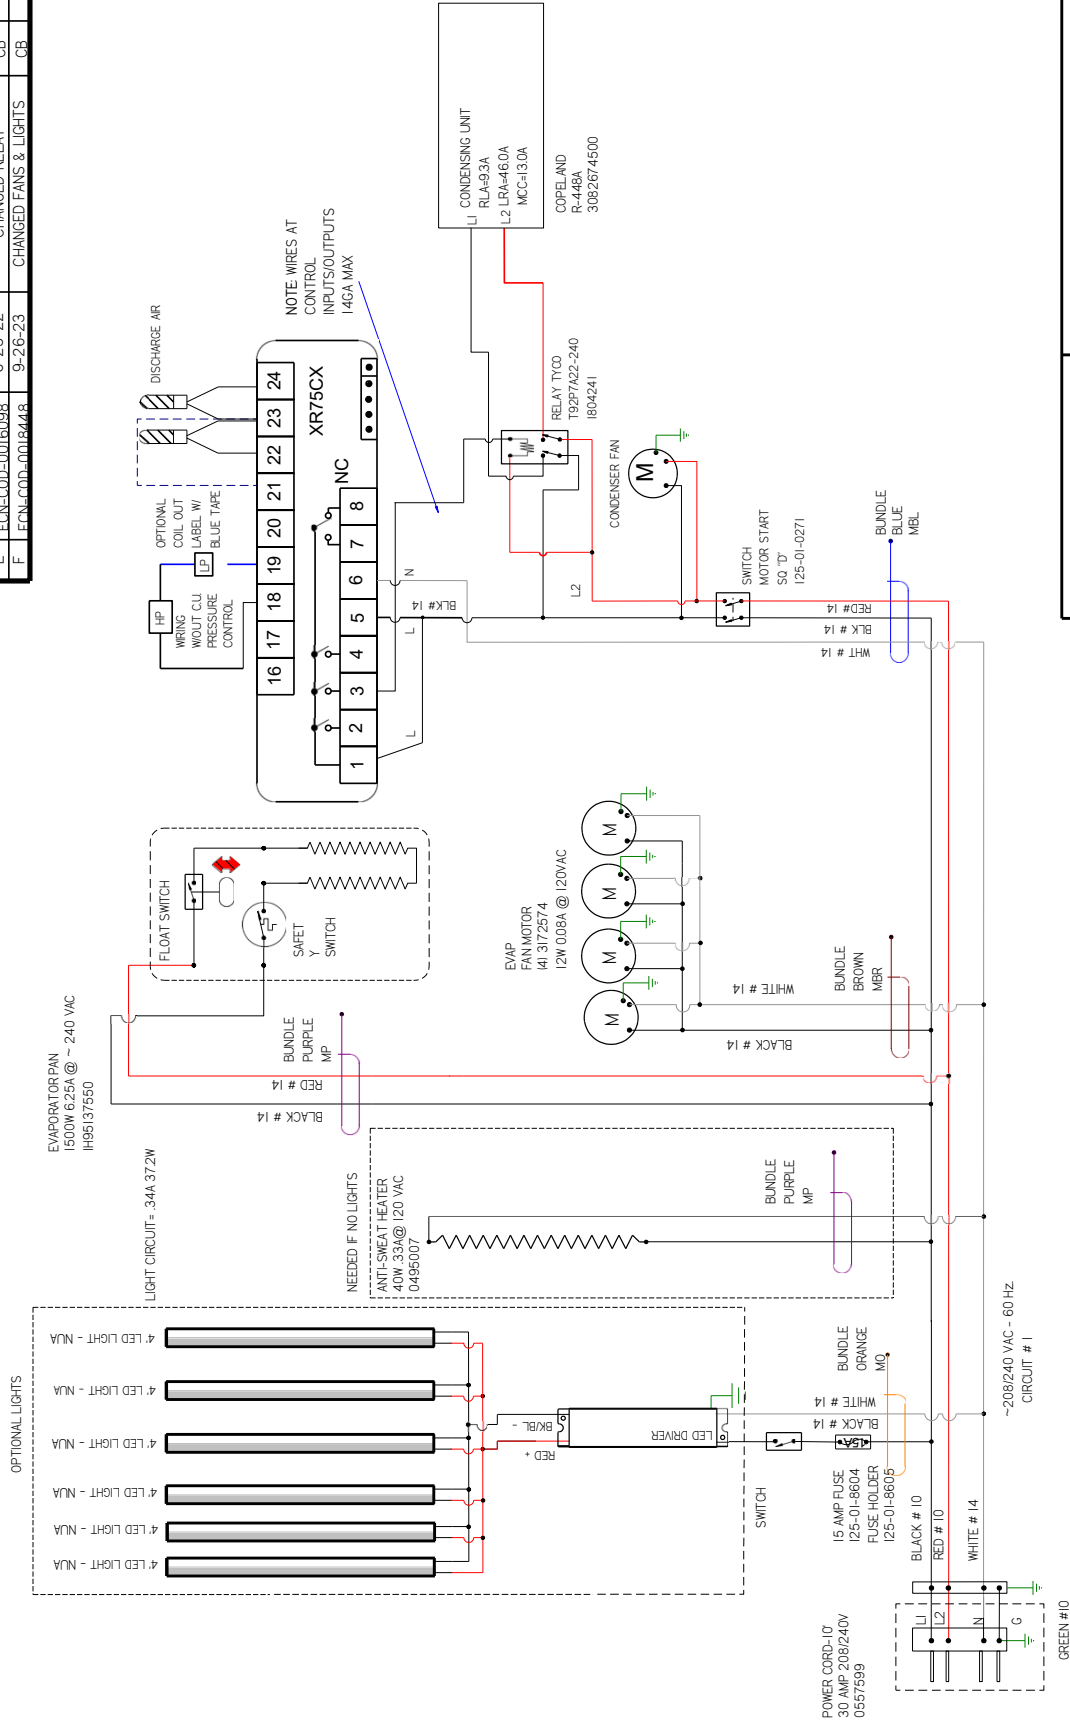 CB
F ECN-COD-0018448 9-26-23 CHANGED FANS & LIGHTS CB
CONDENSING UNIT
RLA=9.3A
L1
L2 LRA=46.0A
MCC=13.0A
COPELAND
R-448A
3082674500
NOTE: WIRES AT
CONTROL
INPUTS/OUTPUTS
14GA MAX
DISCHARGE AIR
OPTIONAL
COIL OUT
LABEL W/
BLUE TAPE
LP
HP
WIRING
W/OUT C.U.
PRESSURE
CONTROL
XR75CX
16 17 18 19 20 21 22 23 24
NC
1 2 3 4 5 6 7 8
L
L
N
BLK# 14
RELAY TYCO
T92P7A22-240
1804241
CONDENSER FAN
M
L2
SWITCH
MOTOR START
SQ "D"
125-01-0271
BUNDLE
BLUE
MBL
RED# 14
BLK # 14
WHT # 14
FLOAT SWITCH
SAFET
Y
SWITCH
EVAPORATOR PAN
1500W 6.25A @ ~ 240 VAC
IH95137550
BUNDLE
PURPLE
MP
RED # 14
BLACK # 14
EVAP
FAN MOTOR
(4) 3172574
12W 0.08A @ 120VAC
M
M
M
M
WHITE # 14
BLACK # 14
BUNDLE
BROWN
MBR
LIGHT CIRCUIT= .34A 37.2W
NEEDED IF NO LIGHTS
ANTI-SWEAT HEATER
40W .33A@ 120 VAC
0495007
BUNDLE
PURPLE
MP
OPTIONAL LIGHTS
4' LED LIGHT - NUA
4' LED LIGHT - NUA
4' LED LIGHT - NUA
4' LED LIGHT - NUA
4' LED LIGHT - NUA
4' LED LIGHT - NUA
BK/BL -
RED +
LED DRIVER
SWITCH
15A
15 AMP FUSE
125-01-8604
FUSE HOLDER
125-01-8605
WHITE # 14
BLACK # 14
BUNDLE
ORANGE
MO
~208/240 VAC - 60 HZ.
CIRCUIT # 1
BLACK # 10
RED # 10
WHITE # 14
L1
L2
N
G
POWER CORD-10'
30 AMP 208/240V
0557599
GREEN #10